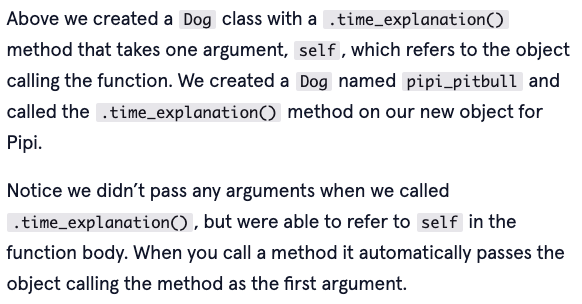 Above we created a Dog class with a .time_explanation()
method that takes one argument, self, which refers to the object
calling the function. We created a Dog named pipi_pitbull and
called the .time_explanation() method on our new object for
Pipi.
Notice we didn’t pass any arguments when we called
.time_explanation(), but were able to refer to self in the
function body. When you call a method it automatically passes the
object calling the method as the first argument.